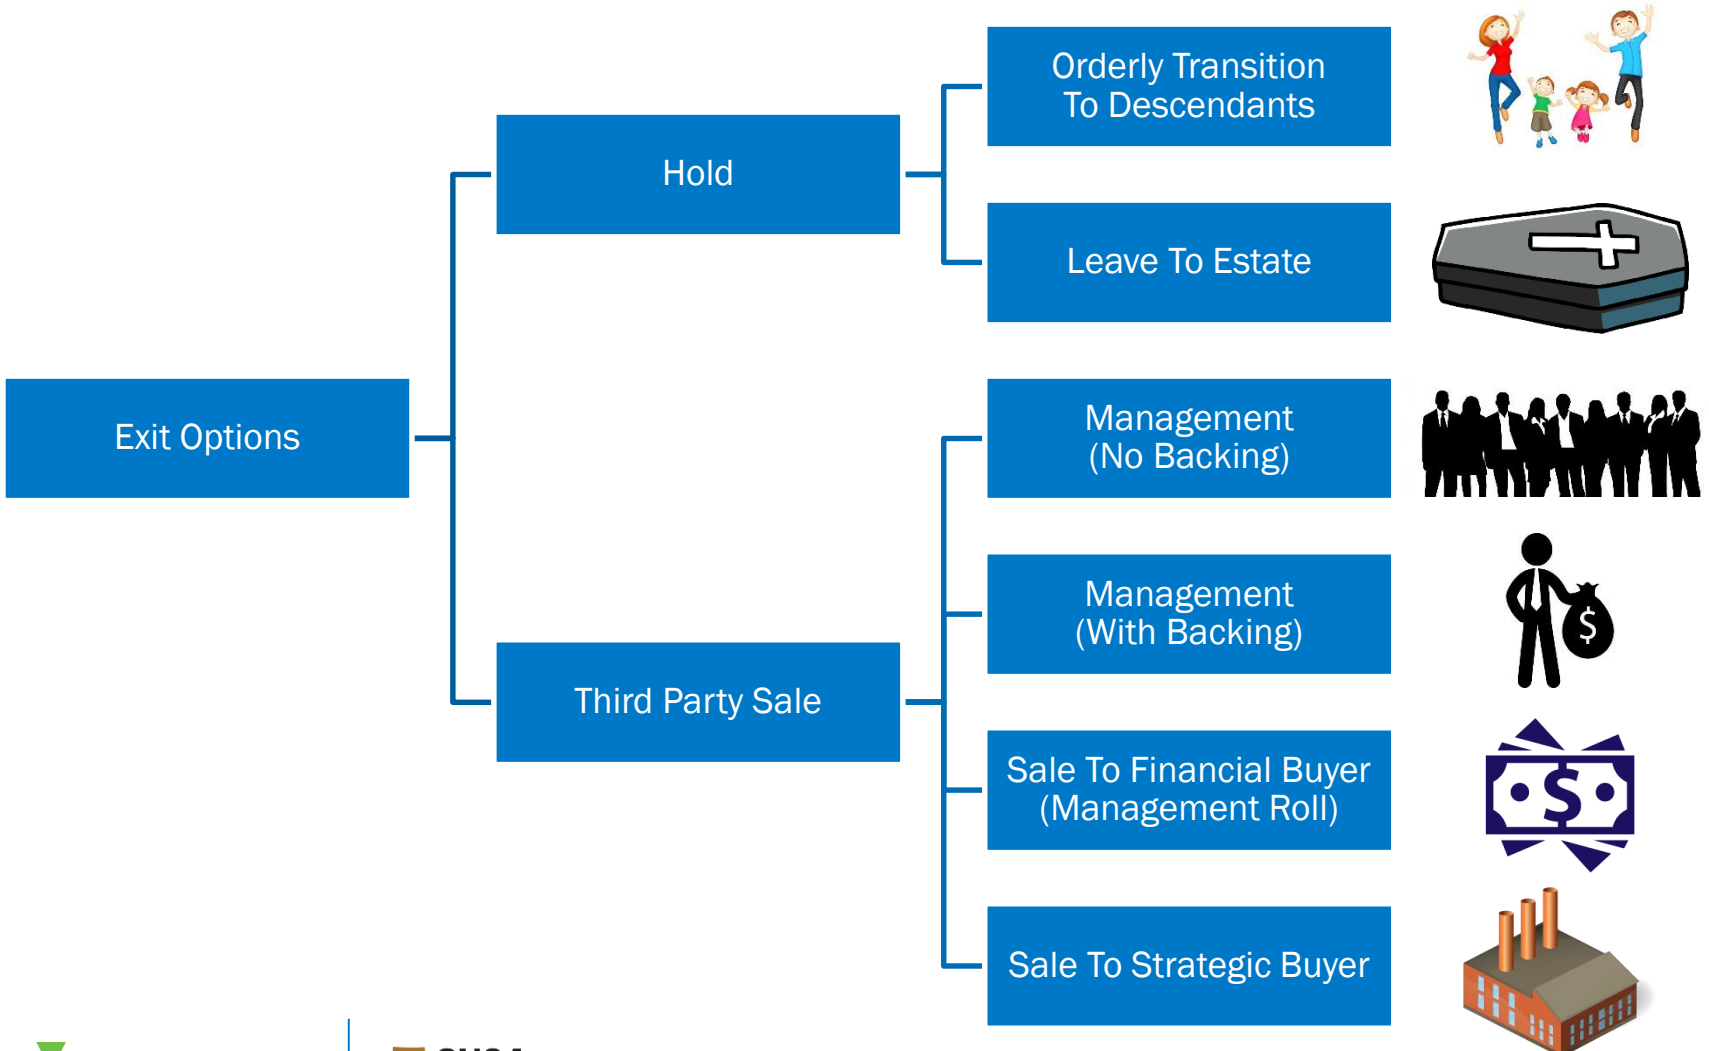 Orderly Transition
To Descendants
Hold
Leave To Estate
Exit Options
Management
(No Backing)
$
Management
(With Backing)
Third Party Sale
Sale To Financial Buyer
(Management Roll)
$
Sale To Strategic Buyer